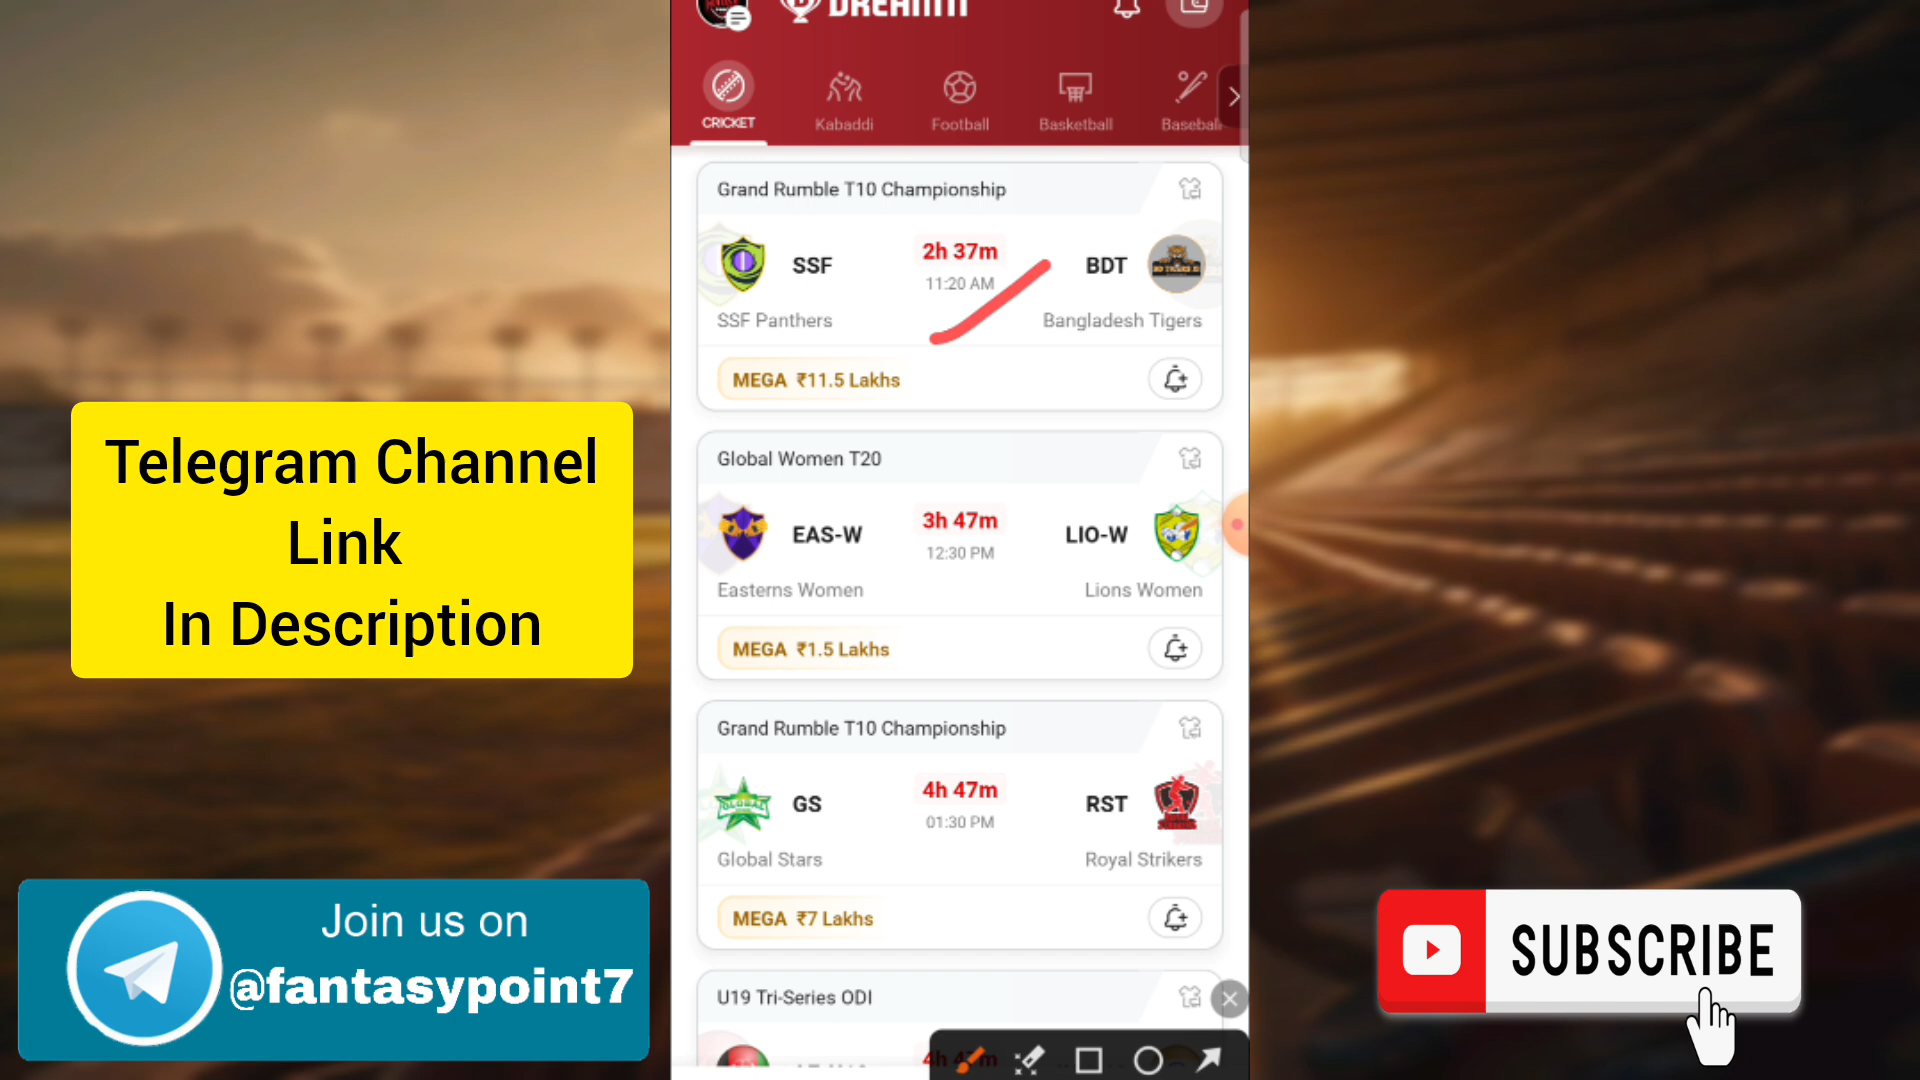 DREAM11
CRICKET
Kabaddi
Football
Basketball
Baseball
Grand Rumble T10 Championship
SSF
2h 37m
11:20 AM
BDT
SSF Panthers
Bangladesh Tigers
MEGA ₹11.5 Lakhs
Global Women T20
EAS-W
3h 47m
12:30 PM
LIO-W
Easterns Women
Lions Women
MEGA ₹1.5 Lakhs
Grand Rumble T10 Championship
GLOBAL
GS
4h 47m
01:30 PM
RST
Global Stars
Royal Strikers
MEGA ₹7 Lakhs
U19 Tri-Series ODI
Telegram Channel
Link
In Description
Join us on
@fantasypoint7
SUBSCRIBE